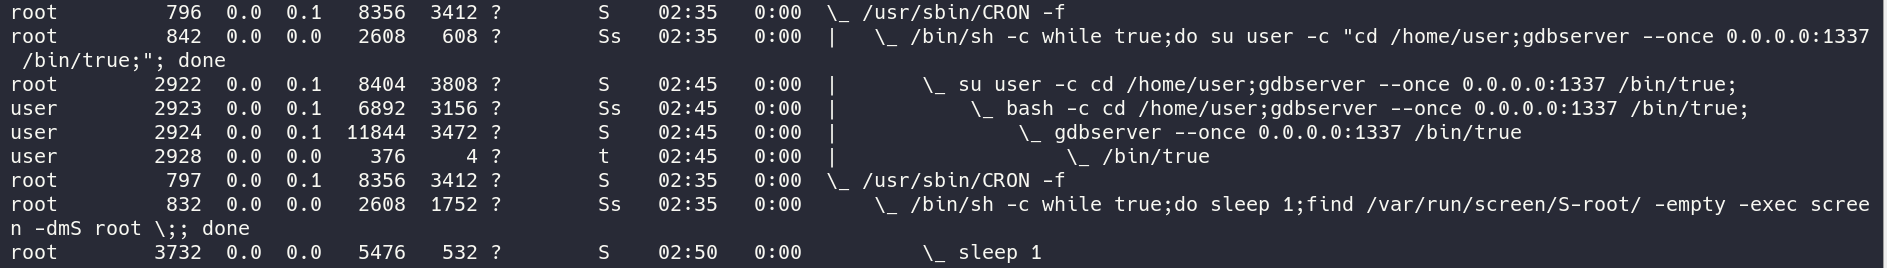 root 796 0.0 0.1 8356 3412 ? S 02:35 0:00 \_ /usr/sbin/CRON -f
root 842 0.0 0.0 2608 608 ? Ss 02:35 0:00 | \_ /bin/sh -c while true;do su user -c "cd /home/user;gdbserver --once 0.0.0.0:1337
/bin/true;"; done
root 2922 0.0 0.1 8404 3808 ? S 02:45 0:00 | \_ su user -c cd /home/user;gdbserver --once 0.0.0.0:1337 /bin/true;
user 2923 0.0 0.1 6892 3156 ? Ss 02:45 0:00 | \_ bash -c cd /home/user;gdbserver --once 0.0.0.0:1337 /bin/true;
user 2924 0.0 0.1 11844 3472 ? S 02:45 0:00 | \_ gdbserver --once 0.0.0.0:1337 /bin/true
user 2928 0.0 0.0 376 4 ? t 02:45 0:00 | \_ /bin/true
root 797 0.0 0.1 8356 3412 ? S 02:35 0:00 \_ /usr/sbin/CRON -f
root 832 0.0 0.0 2608 1752 ? Ss 02:35 0:00 \_ /bin/sh -c while true;do sleep 1;find /var/run/screen/S-root/ -empty -exec scree
n -dmS root \;; done
root 3732 0.0 0.0 5476 532 ? S 02:50 0:00 \_ sleep 1